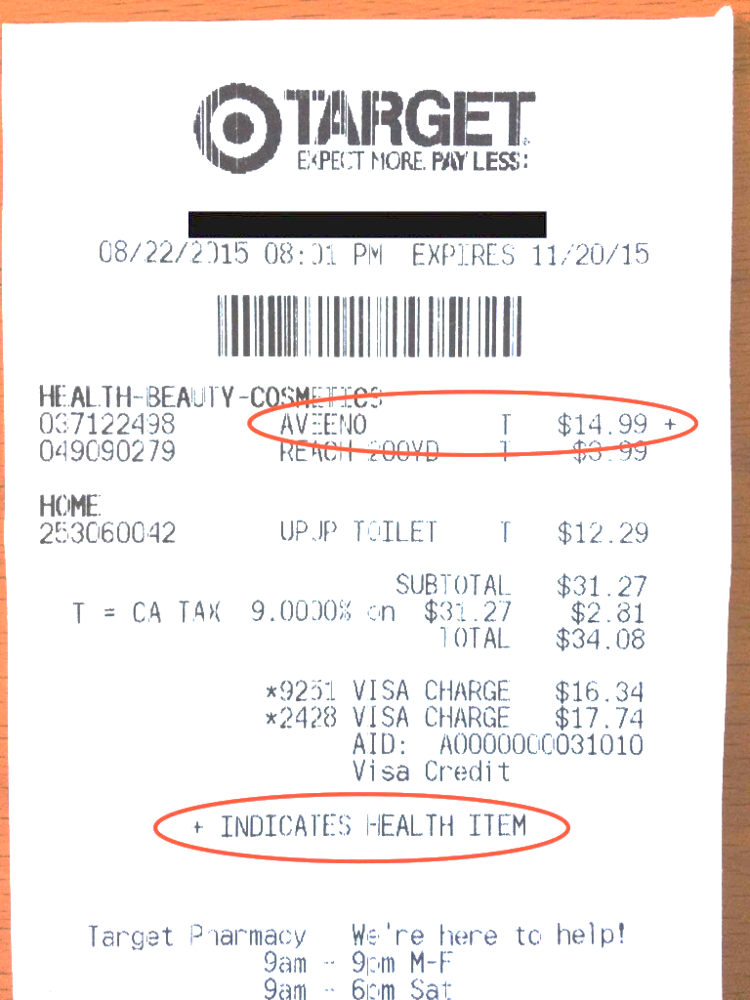 TARGET
EXPECT MORE. PAY LESS.
08/22/2015 08:01 PM EXPIRES 11/20/15
HEALTH-BEAUTY-COSMETICS
037122498 AVEENO T $14.99 +
049090279 REACH 200YD T $3.99
HOME
253060042 UPUP TOILET T $12.29
SUBTOTAL $31.27
T = CA TAX 9.0000% on $31.27 $2.81
TOTAL $34.08
*9251 VISA CHARGE $16.34
*2428 VISA CHARGE $17.74
AID: A0000000031010
Visa Credit
+ INDICATES HEALTH ITEM
Target Pharmacy We're here to help!
9am - 9pm M-F
9am - 6pm Sat